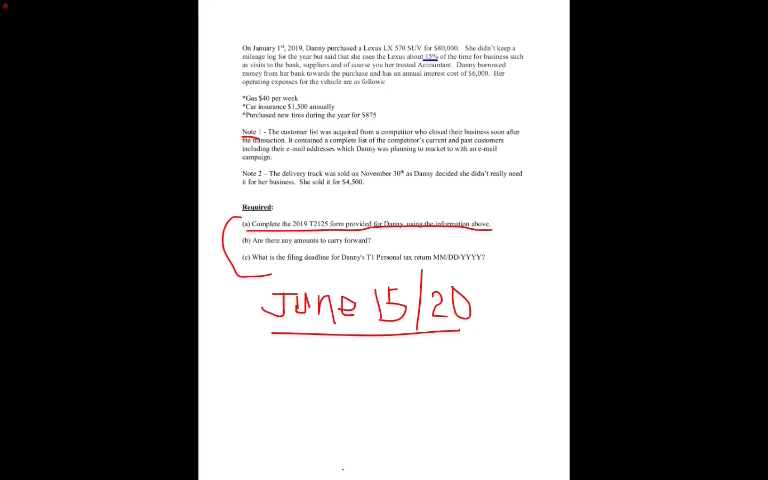 On January 1st, 2019, Danny purchased a Lexus LX 570 SUV for $80,000. She didn't keep a
mileage log for the year but said that she uses the Lexus about 15% of the time for business such
as visits to the bank, suppliers and of course you her trusted Accountant. Danny borrowed
money from her bank towards the purchase and has an annual interest cost of $6,000. Her
operating expenses for the vehicle are as follows:
*Gas $40 per week
*Car insurance $1,500 annually
*Purchased new tires during the year for $875
Note 1 - The customer list was acquired from a competitor who closed their business soon after
the transaction. It contained a complete list of the competitor's current and past customers
including their e-mail addresses which Danny was planning to market to with an e-mail
campaign.
Note 2 – The delivery truck was sold on November 30th as Danny decided she didn't really need
it for her business. She sold it for $4,500.
Required:
(a) Complete the 2019 T2125 form provided for Danny, using the information above.
(b) Are there any amounts to carry forward?
(c) What is the filing deadline for Danny's T1 Personal tax return MM/DD/YYYY?
June 15/20